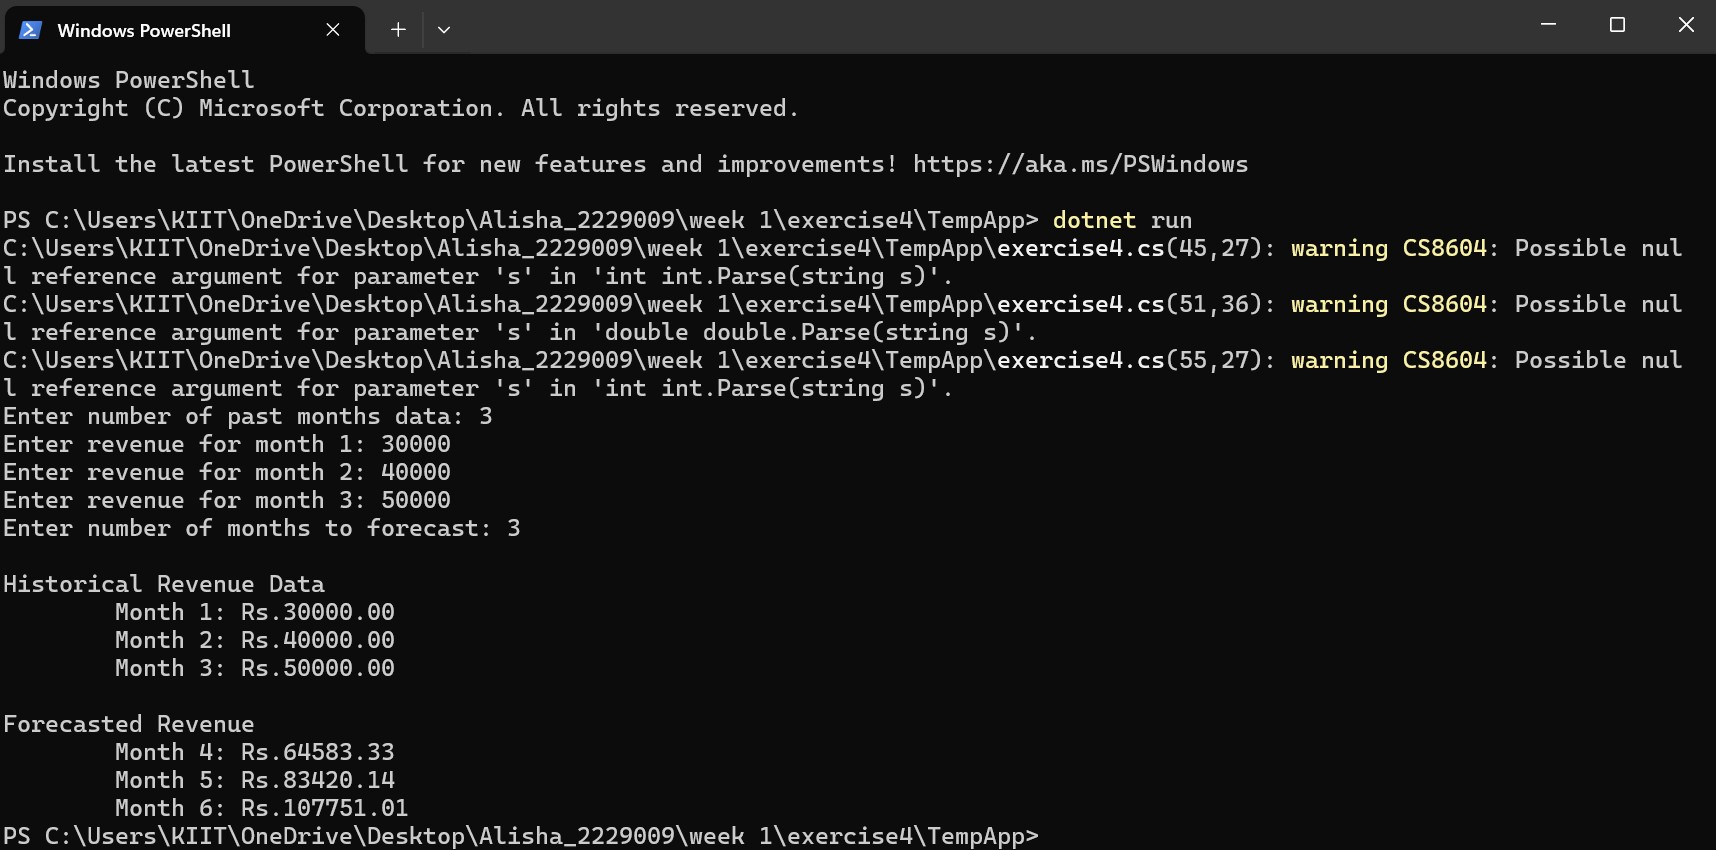 Windows PowerShell
Windows PowerShell
Copyright (C) Microsoft Corporation. All rights reserved.
Install the latest PowerShell for new features and improvements! https://aka.ms/PSWindows
PS C:\Users\KIIT\OneDrive\Desktop\Alisha_2229009\week 1\exercise4\TempApp> dotnet run
C:\Users\KIIT\OneDrive\Desktop\Alisha_2229009\week 1\exercise4\TempApp\exercise4.cs(45,27): warning CS8604: Possible nul
l reference argument for parameter 's' in 'int int.Parse(string s)'.
C:\Users\KIIT\OneDrive\Desktop\Alisha_2229009\week 1\exercise4\TempApp\exercise4.cs(51,36): warning CS8604: Possible nul
l reference argument for parameter 's' in 'double double.Parse(string s)'.
C:\Users\KIIT\OneDrive\Desktop\Alisha_2229009\week 1\exercise4\TempApp\exercise4.cs(55,27): warning CS8604: Possible nul
l reference argument for parameter 's' in 'int int.Parse(string s)'.
Enter number of past months data: 3
Enter revenue for month 1: 30000
Enter revenue for month 2: 40000
Enter revenue for month 3: 50000
Enter number of months to forecast: 3
Historical Revenue Data
Month 1: Rs.30000.00
Month 2: Rs.40000.00
Month 3: Rs.50000.00
Forecasted Revenue
Month 4: Rs.64583.33
Month 5: Rs.83420.14
Month 6: Rs.107751.01
PS C:\Users\KIIT\OneDrive\Desktop\Alisha_2229009\week 1\exercise4\TempApp>